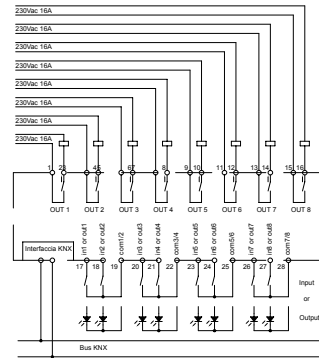 230Vac 16A
230Vac 16A
230Vac 16A
230Vac 16A
230Vac 16A
230Vac 16A
230Vac 16A
230Vac 16A
1 2 3 4 5 6 7 8 9 10 11 12 13 14 15 16
OUT 1 OUT 2 OUT 3 OUT 4 OUT 5 OUT 6 OUT 7 OUT 8
in1 or out1
in2 or out2
com1/2
in3 or out3
in4 or out4
com3/4
in5 or out5
in6 or out6
com5/6
in7 or out7
in8 or out8
com7/8
Interfaccia KNX
17 18 19 20 21 22 23 24 25 26 27 28
Input
or
Output
Bus KNX